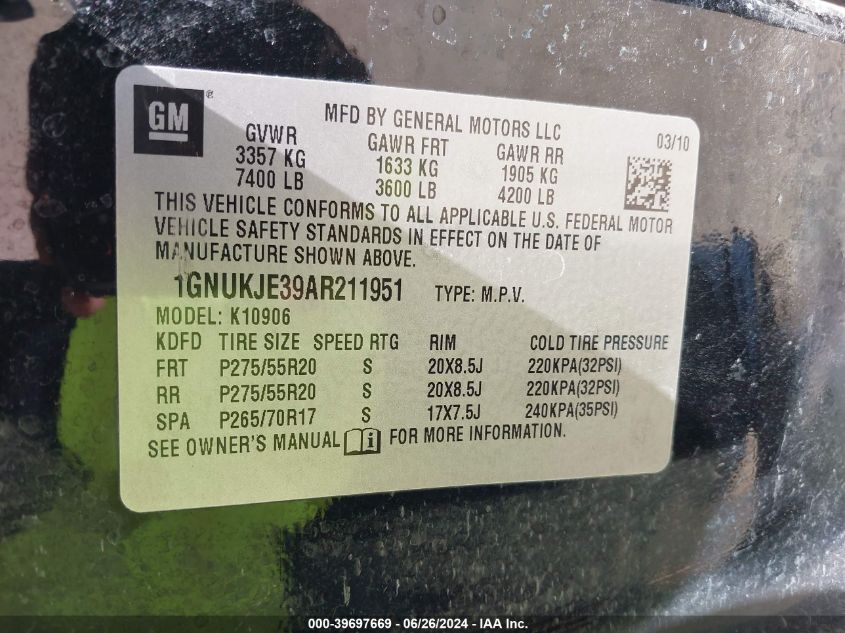 GM®
MFD BY GENERAL MOTORS LLC
03/10
GVWR GAWR FRT GAWR RR
3357 KG 1633 KG 1905 KG
7400 LB 3600 LB 4200 LB
THIS VEHICLE CONFORMS TO ALL APPLICABLE U.S. FEDERAL MOTOR
VEHICLE SAFETY STANDARDS IN EFFECT ON THE DATE OF
MANUFACTURE SHOWN ABOVE.
1GNUKJE39AR211951 TYPE: M.P.V.
MODEL: K10906
KDFD TIRE SIZE SPEED RTG RIM COLD TIRE PRESSURE
FRT P275/55R20 S 20X8.5J 220KPA(32PSI)
RR P275/55R20 S 20X8.5J 220KPA(32PSI)
SPA P265/70R17 S 17X7.5J 240KPA(35PSI)
SEE OWNER'S MANUAL FOR MORE INFORMATION.
000-39697669 - 06/26/2024 - IAA Inc.